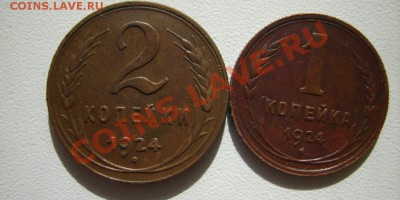 COINS.LAVE.RU
2
КОПЕЙКИ
1924
1
КОПЕЙКА
1924
COINS.LAVE.RU